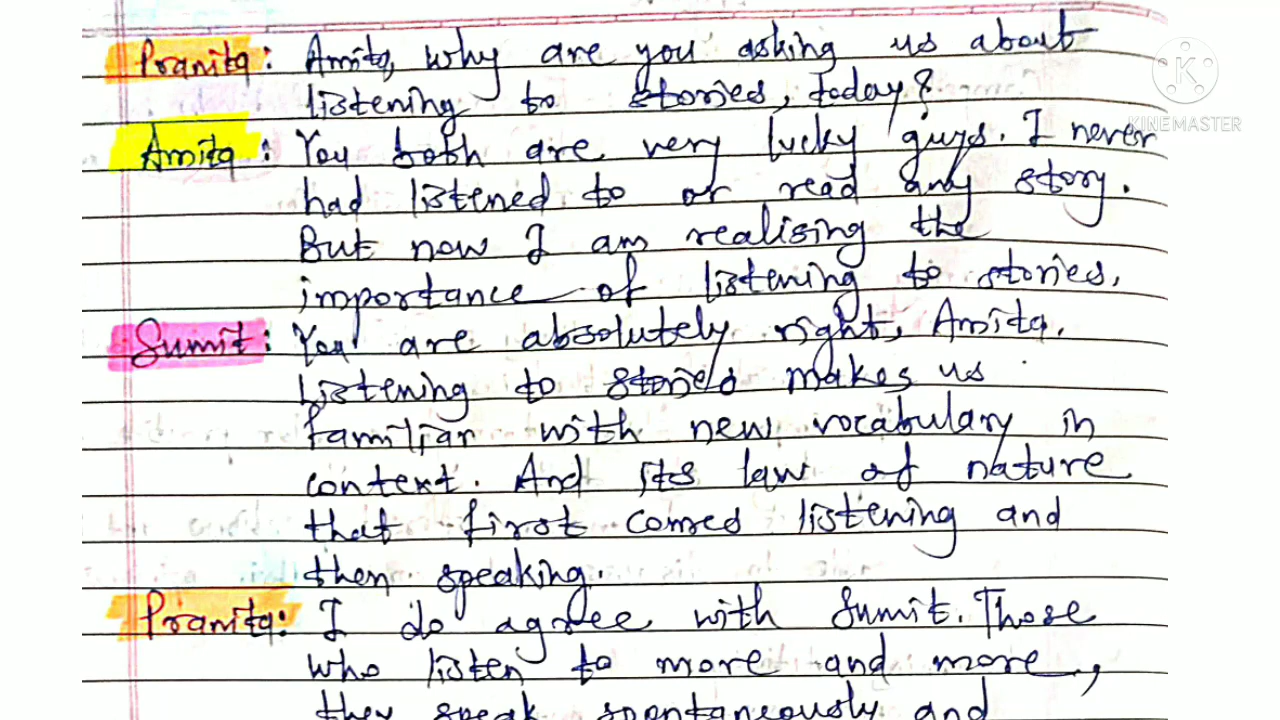 Pranita: Amita, why are you asking us about
listening to stories, today?
Amita: You both are very lucky guys. I never
had listened to or read any story.
But now I am realising the
importance of listening to stories.
Sumit: You are absolutely right, Amita.
Listening to stories makes us
familiar with new vocabulary in
context. And its law of nature
that first comes listening and
then speaking.
Pranita: I do agree with Sumit. Those
who listen to more and more,
they speak spontaneously and
KINEMASTER